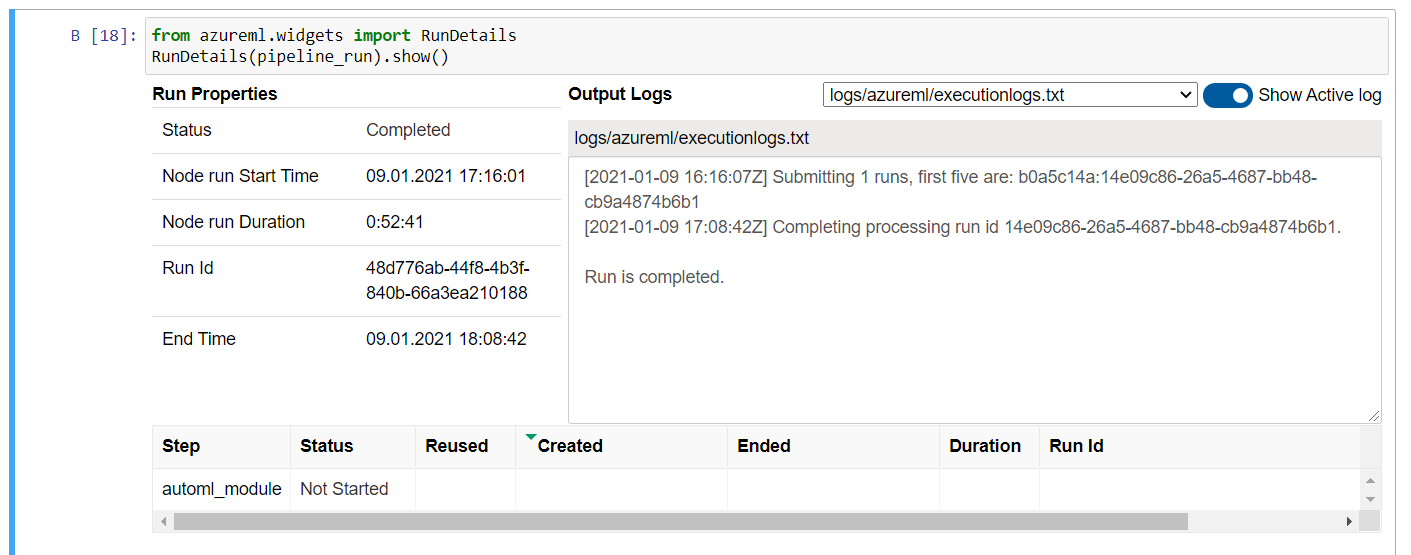 B [18]:
from azureml.widgets import RunDetails
RunDetails(pipeline_run).show()
Run Properties
Status Completed
Node run Start Time 09.01.2021 17:16:01
Node run Duration 0:52:41
Run Id 48d776ab-44f8-4b3f-
840b-66a3ea210188
End Time 09.01.2021 18:08:42
Output Logs logs/azureml/executionlogs.txt Show Active log
logs/azureml/executionlogs.txt
[2021-01-09 16:16:07Z] Submitting 1 runs, first five are: b0a5c14a:14e09c86-26a5-4687-bb48-
cb9a4874b6b1
[2021-01-09 17:08:42Z] Completing processing run id 14e09c86-26a5-4687-bb48-cb9a4874b6b1.
Run is completed.
Step Status Reused Created Ended Duration Run Id
automl_module Not Started